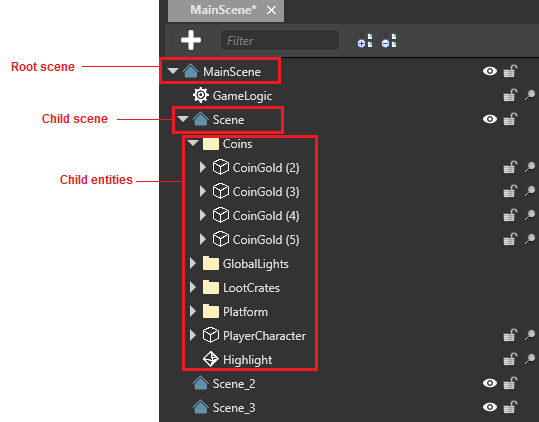 MainScene*
Filter
Root scene
MainScene
GameLogic
Child scene
Scene
Coins
Child entities
CoinGold (2)
CoinGold (3)
CoinGold (4)
CoinGold (5)
GlobalLights
LootCrates
Platform
PlayerCharacter
Highlight
Scene_2
Scene_3